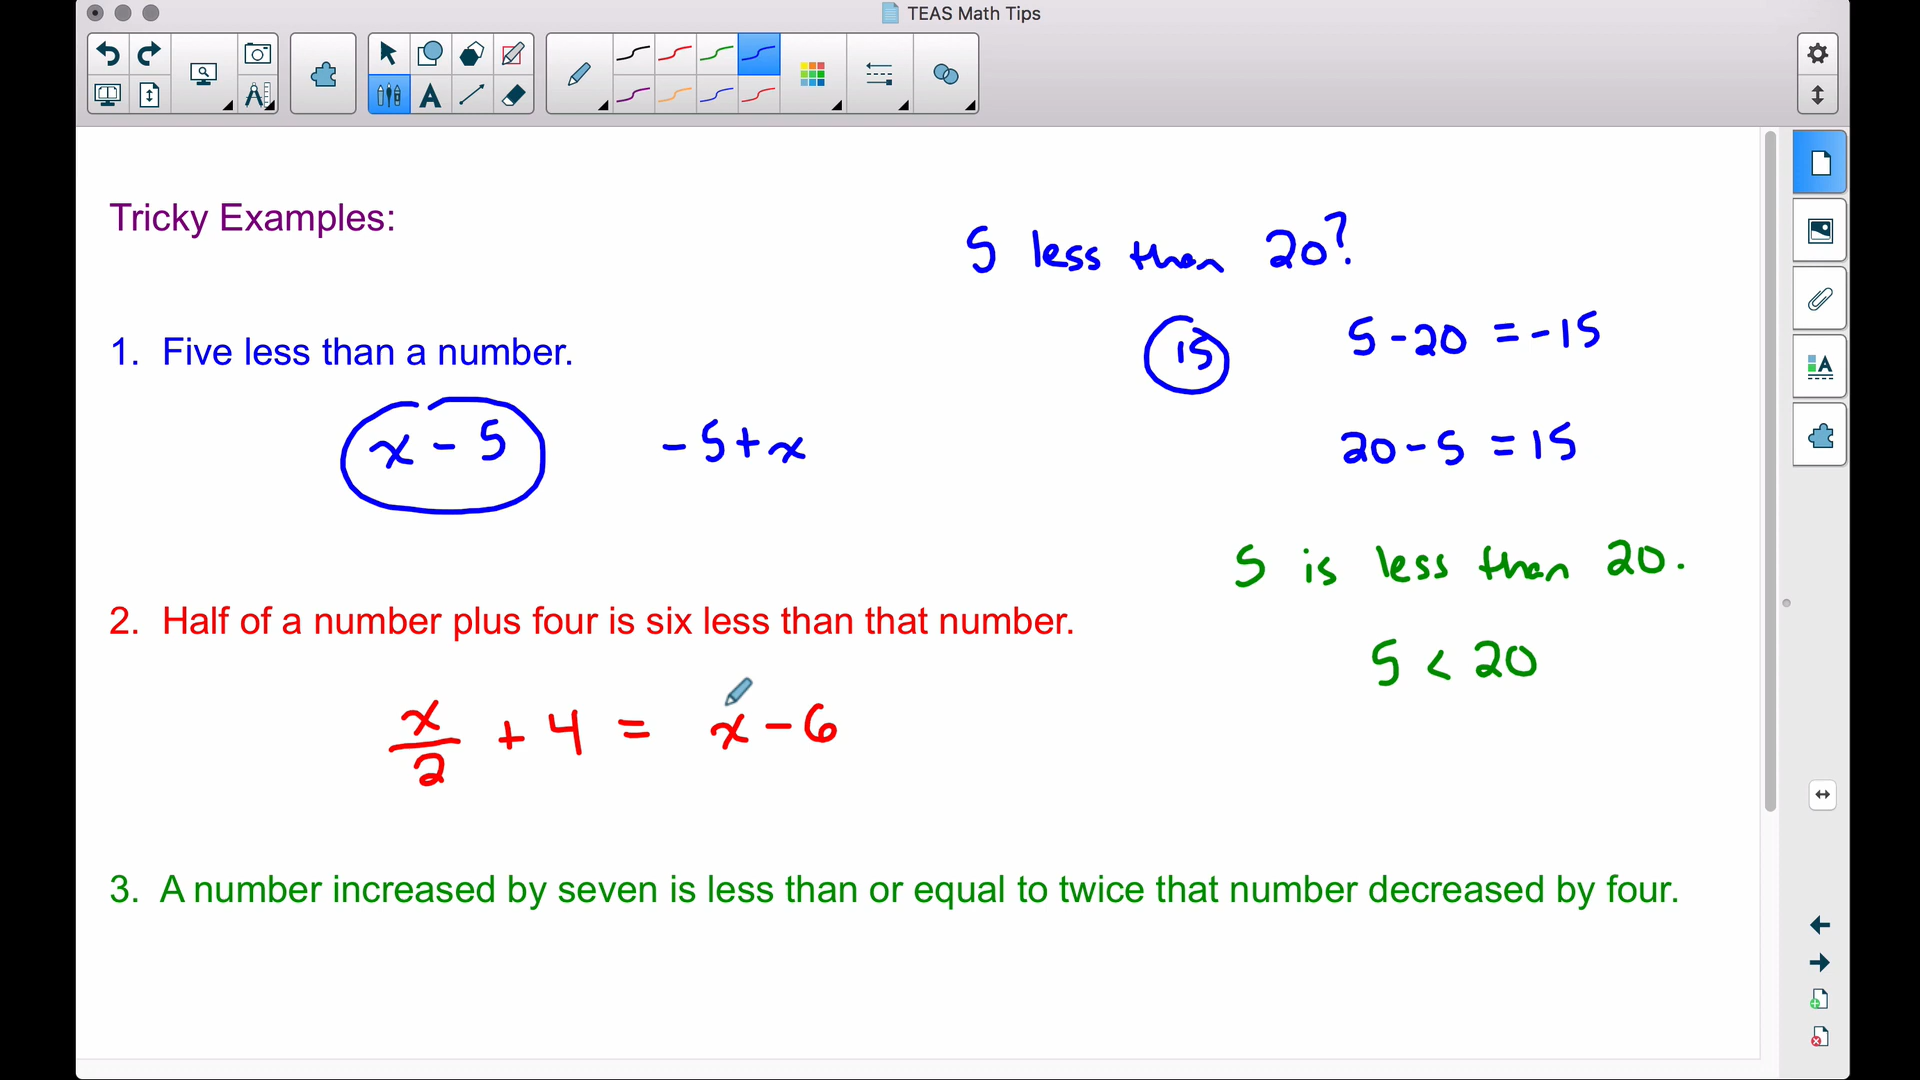 TEAS Math Tips
Tricky Examples:
5 less than 20?
1. Five less than a number.
15
5 - 20 = -15
x - 5
-5 + x
20 - 5 = 15
5 is less than 20.
2. Half of a number plus four is six less than that number.
5 < 20
x/2 + 4 = x - 6
3. A number increased by seven is less than or equal to twice that number decreased by four.